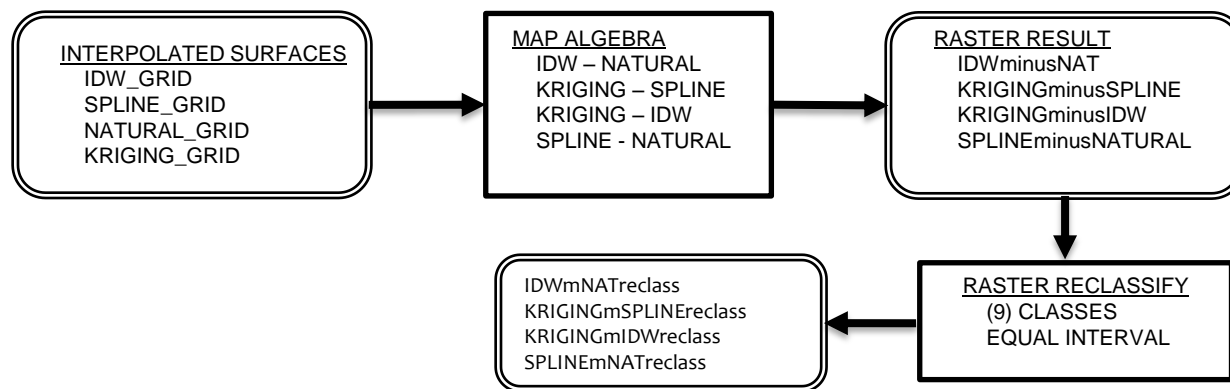 INTERPOLATED SURFACES
IDW_GRID
SPLINE_GRID
NATURAL_GRID
KRIGING_GRID
MAP ALGEBRA
IDW – NATURAL
KRIGING – SPLINE
KRIGING – IDW
SPLINE - NATURAL
RASTER RESULT
IDWminusNAT
KRIGINGminusSPLINE
KRIGINGminusIDW
SPLINEminusNATURAL
RASTER RECLASSIFY
(9) CLASSES
EQUAL INTERVAL
IDWmNATreclass
KRIGINGmSPLINEreclass
KRIGINGmIDWreclass
SPLINEmNATreclass